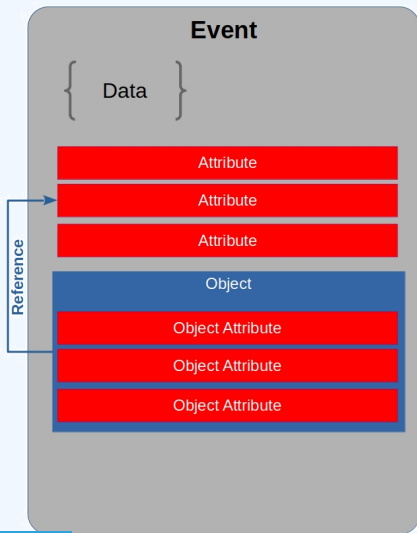 Event
{ Data }
Attribute
Attribute
Attribute
Reference
Object
Object Attribute
Object Attribute
Object Attribute